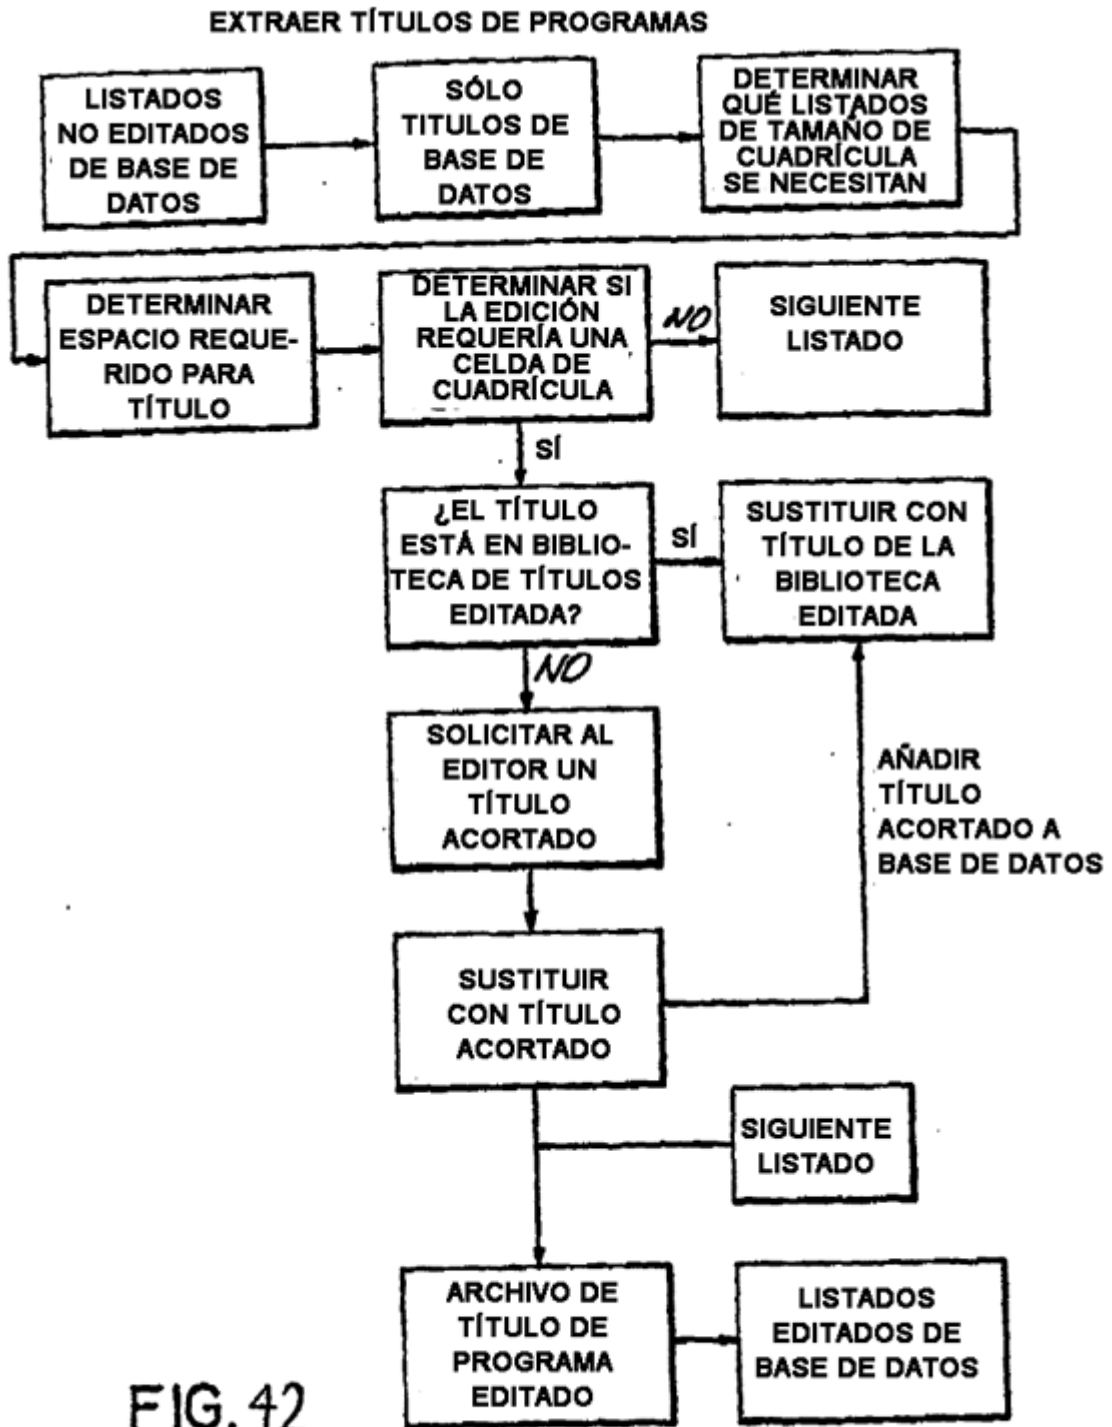 EXTRAER TÍTULOS DE PROGRAMAS
LISTADOS
NO EDITADOS
DE BASE DE
DATOS
SÓLO
TITULOS DE
BASE DE
DATOS
DETERMINAR
QUÉ LISTADOS
DE TAMAÑO DE
CUADRÍCULA
SE NECESITAN
DETERMINAR
ESPACIO REQUE-
RIDO PARA
TÍTULO
DETERMINAR SI
LA EDICIÓN
REQUERÍA UNA
CELDA DE
CUADRÍCULA
NO
SIGUIENTE
LISTADO
SÍ
¿EL TÍTULO
ESTÁ EN BIBLIO-
TECA DE TÍTULOS
EDITADA?
SÍ
SUSTITUIR CON
TÍTULO DE LA
BIBLIOTECA
EDITADA
NO
SOLICITAR AL
EDITOR UN
TÍTULO
ACORTADO
AÑADIR
TÍTULO
ACORTADO A
BASE DE DATOS
SUSTITUIR
CON TÍTULO
ACORTADO
SIGUIENTE
LISTADO
ARCHIVO DE
TÍTULO DE
PROGRAMA
EDITADO
LISTADOS
EDITADOS DE
BASE DE DATOS
FIG. 42